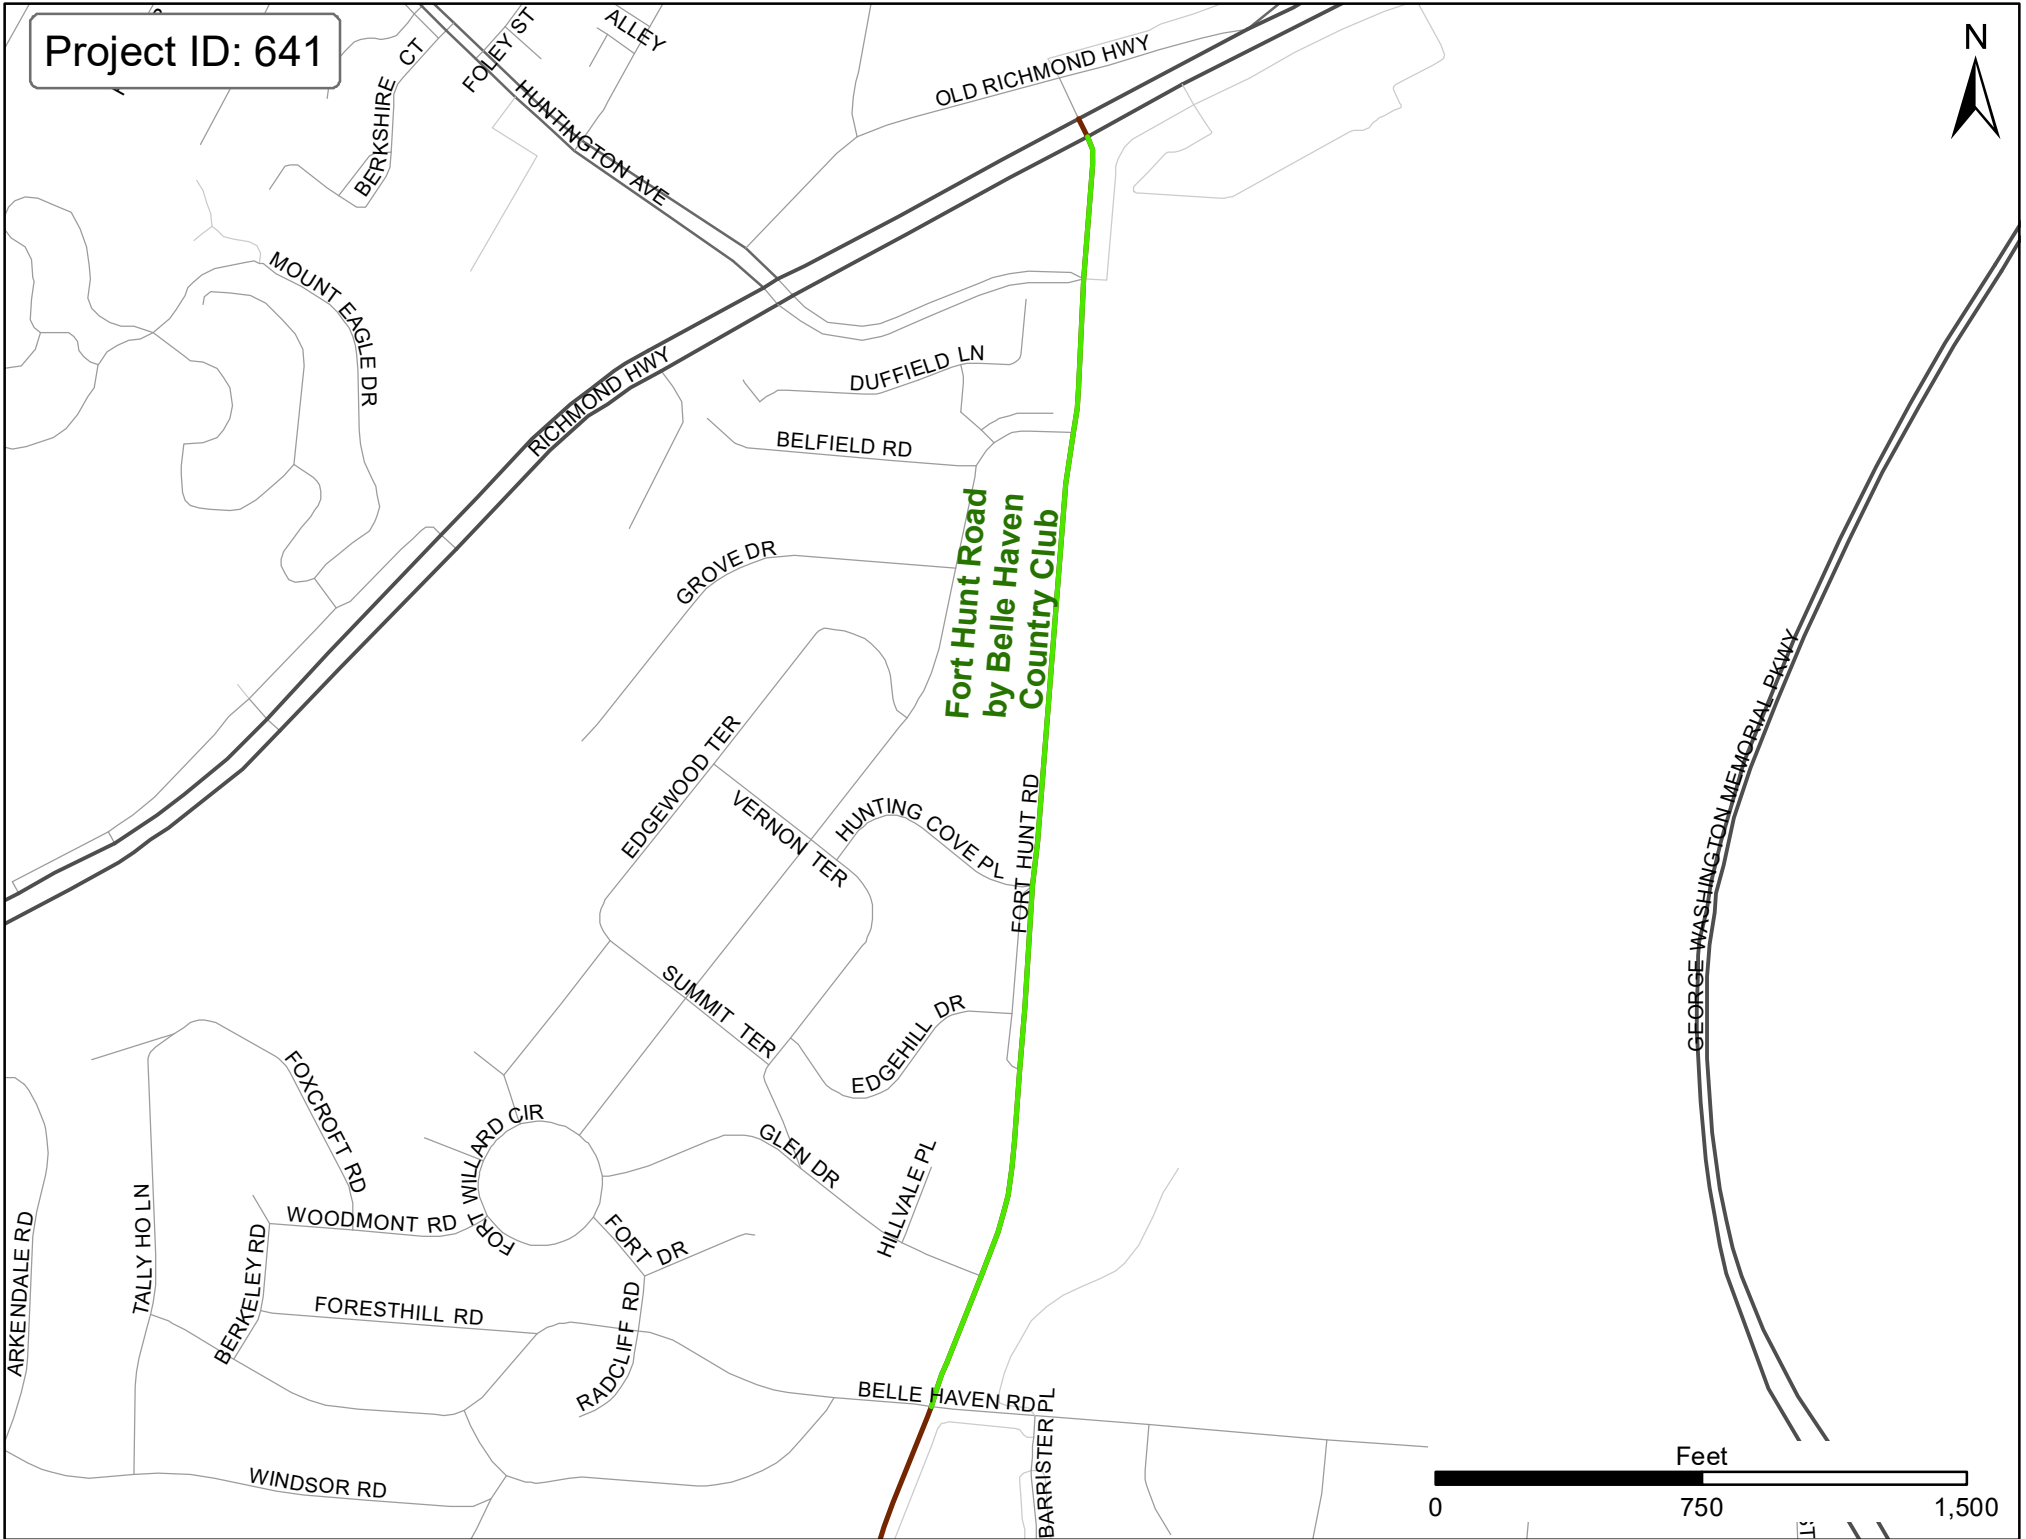 Project ID: 641
N
BERKSHIRE CT
FOLEY ST
ALLEY
HUNTINGTON AVE
OLD RICHMOND HWY
MOUNT EAGLE DR
RICHMOND HWY
DUFFIELD LN
BELFIELD RD
GROVE DR
Fort Hunt Road
by Belle Haven
Country Club
EDGEWOOD TER
VERNON TER
HUNTING COVE PL
FORT HUNT RD
GEORGE WASHINGTON MEMORIAL PKWY
SUMMIT TER
EDGEHILL DR
FOXCROFT RD
FORT WILLARD CIR
GLEN DR
HILLVALE PL
ARKENDALE RD
TALLY HO LN
WOODMONT RD
BERKELEY RD
FORT DR
FORESTHILL RD
RADCLIFF RD
BELLE HAVEN RD
BARRISTER PL
WINDSOR RD
Feet
0 750 1,500